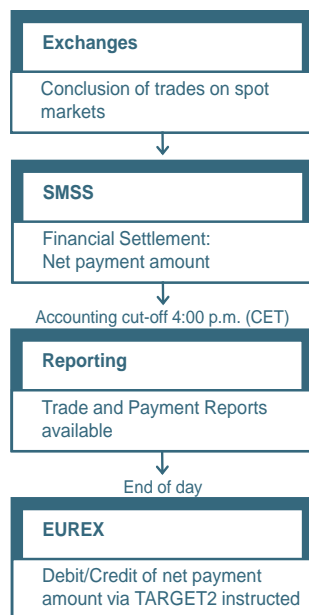 Exchanges
Conclusion of trades on spot
markets
SMSS
Financial Settlement:
Net payment amount
Accounting cut-off 4:00 p.m. (CET)
Reporting
Trade and Payment Reports
available
End of day
EUREX
Debit/Credit of net payment
amount via TARGET2 instructed